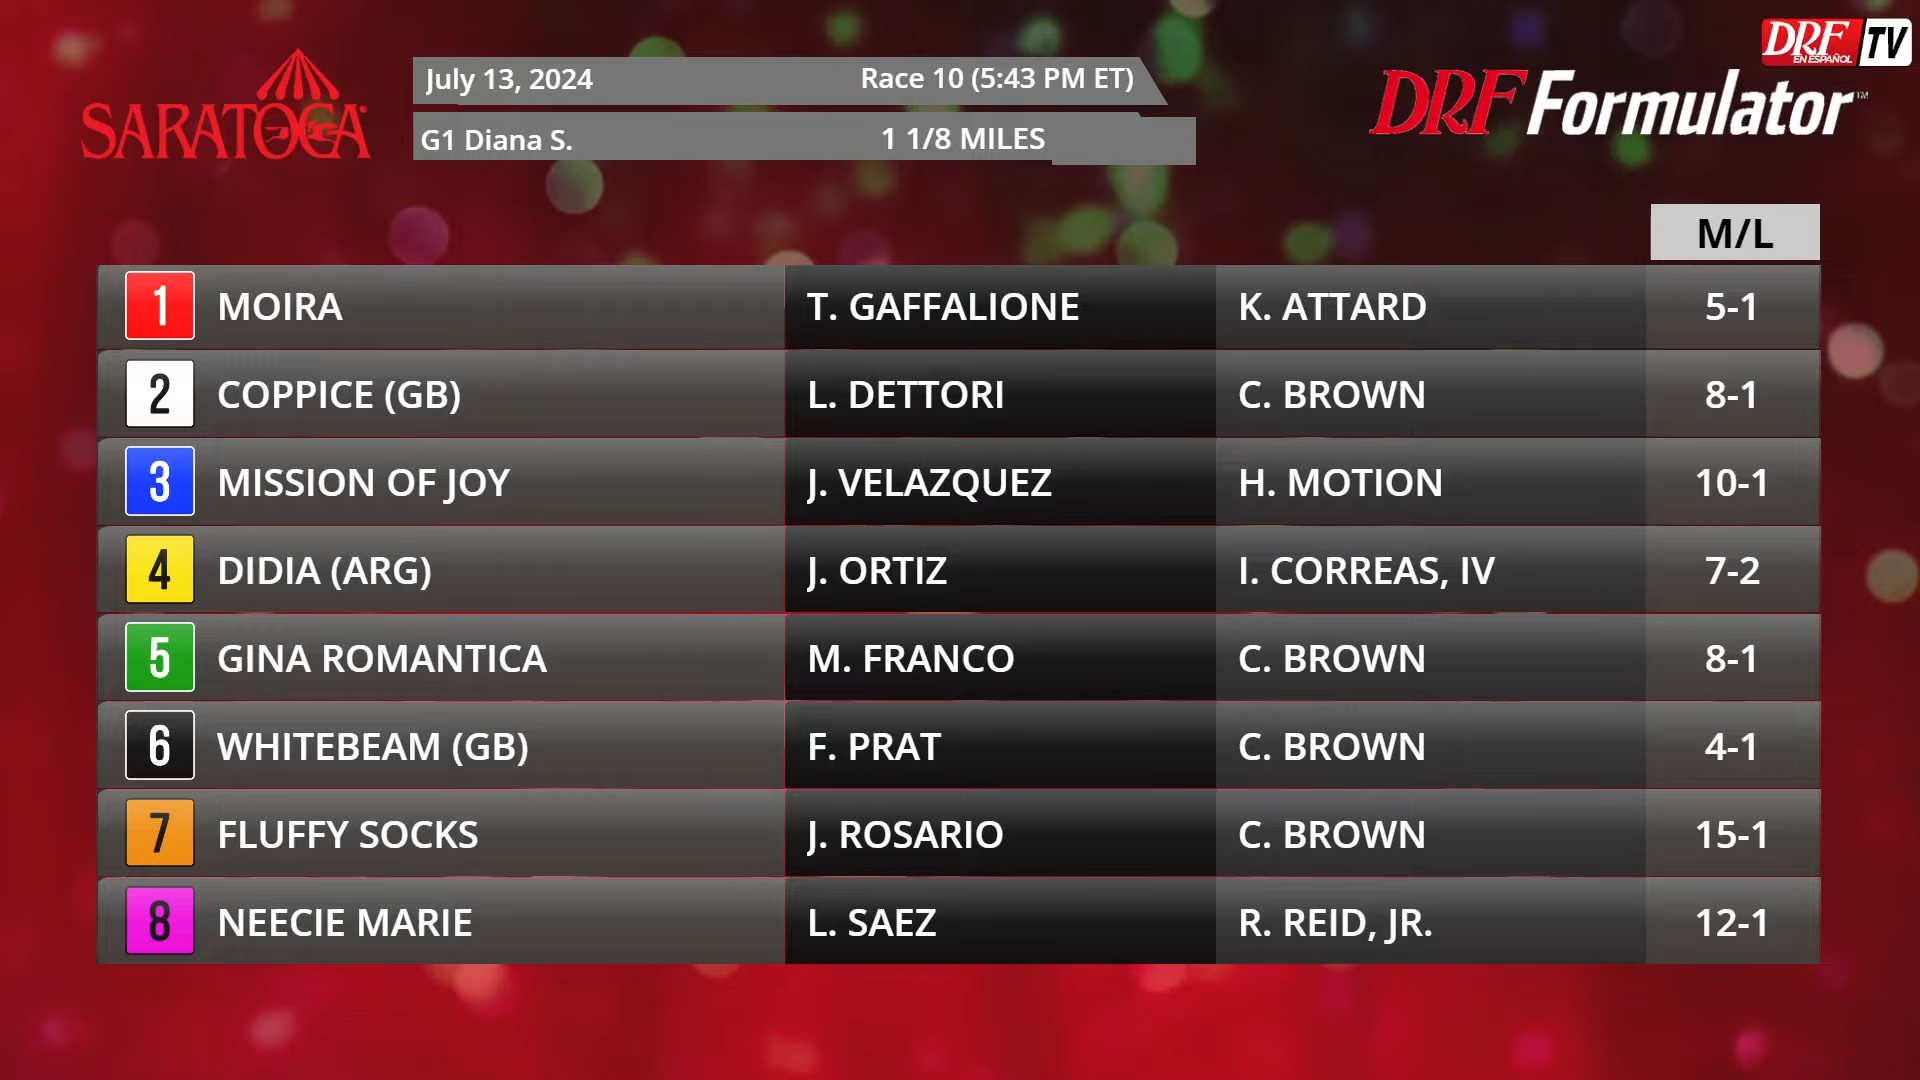 DRF TV
EN ESPAÑOL
SARATOGA
July 13, 2024 Race 10 (5:43 PM ET)
G1 Diana S. 1 1/8 MILES
DRF Formulator™
M/L
1 MOIRA T. GAFFALIONE K. ATTARD 5-1
2 COPPICE (GB) L. DETTORI C. BROWN 8-1
3 MISSION OF JOY J. VELAZQUEZ H. MOTION 10-1
4 DIDIA (ARG) J. ORTIZ I. CORREAS, IV 7-2
5 GINA ROMANTICA M. FRANCO C. BROWN 8-1
6 WHITEBEAM (GB) F. PRAT C. BROWN 4-1
7 FLUFFY SOCKS J. ROSARIO C. BROWN 15-1
8 NEECIE MARIE L. SAEZ R. REID, JR. 12-1